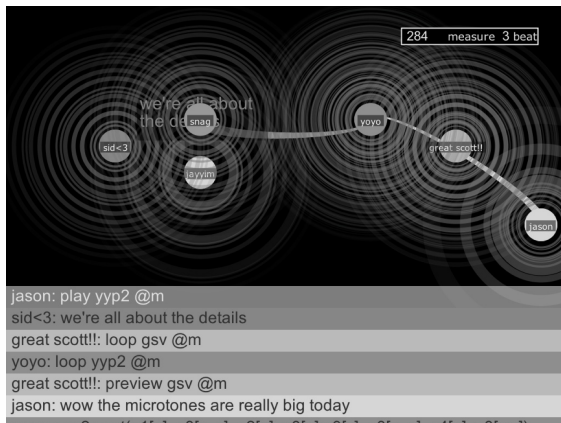 284 measure 3 beat
we're all about
the details
snag
yoyo
sid<3
great scott!!
jayyim
jason
jason: play yyp2 @m
sid<3: we're all about the details
great scott!!: loop gsv @m
yoyo: loop yyp2 @m
great scott!!: preview gsv @m
jason: wow the microtones are really big today